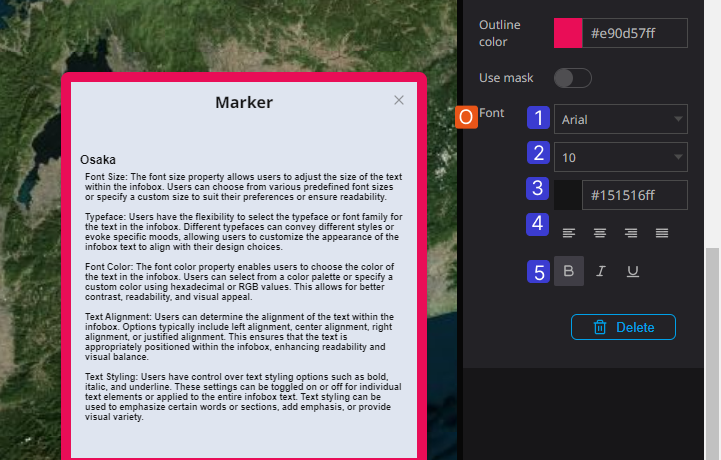 Marker
Osaka
Font Size: The font size property allows users to adjust the size of the text
within the infobox. Users can choose from various predefined font sizes
or specify a custom size to suit their preferences or ensure readability.
Typeface: Users have the flexibility to select the typeface or font family for
the text in the infobox. Different typefaces can convey different styles or
evoke specific moods, allowing users to customize the appearance of the
infobox text to align with their design choices.
Font Color: The font color property enables users to choose the color of
the text in the infobox. Users can select from a color palette or specify a
custom color using hexadecimal or RGB values. This allows for better
contrast, readability, and visual appeal.
Text Alignment: Users can determine the alignment of the text within the
infobox. Options typically include left alignment, center alignment, right
alignment, or justified alignment. This ensures that the text is
appropriately positioned within the infobox, enhancing readability and
visual balance.
Text Styling: Users have control over text styling options such as bold,
italic, and underline. These settings can be toggled on or off for individual
text elements or applied to the entire infobox text. Text styling can be
used to emphasize certain words or sections, add emphasis, or provide
visual variety.
Outline
color
#e90d57ff
Use mask
O Font
1 Arial
2 10
3 #151516ff
4
5 B I U
Delete